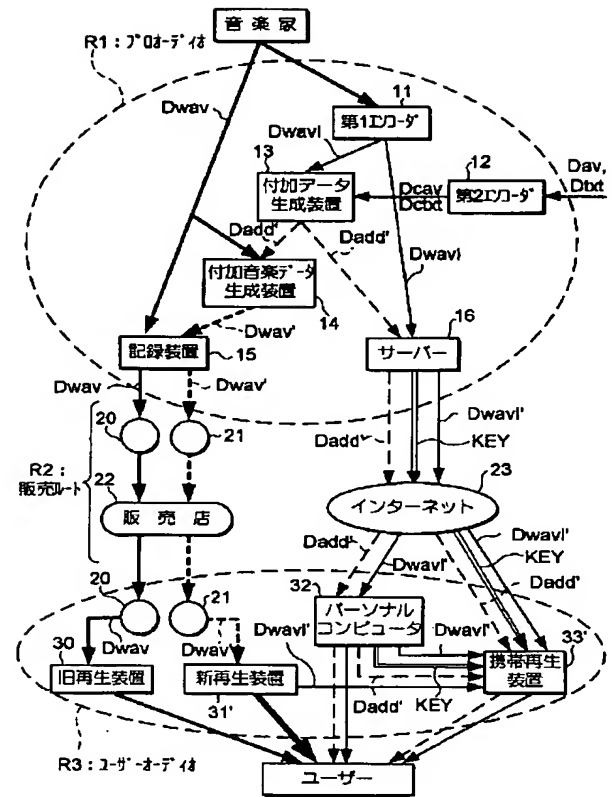 音楽家
R1：プロオーディオ
Dwav
11
第1エンコーダ
Dwavl
13
付加データ
生成装置
12
第2エンコーダ
Dav,
Dtxt
Dcav
Dctxt
Dadd'
Dadd'
Dwavl
付加音楽データ
生成装置
14
Dwav'
記録装置
15
16
サーバー
Dwav
Dwav'
Dadd'
Dwavl'
KEY
20
21
R2：
販売ルート
22
販売店
23
インターネット
Dadd'
Dwavl'
Dwavl'
KEY
Dadd'
20
21
Dwav
Dwav'
32
パーソナル
コンピュータ
30
旧再生装置
新再生装置
31'
Dwavl'
Dwavl'
Dadd'
KEY
33'
携帯再生
装置
R3：ユーザーオーディオ
ユーザー